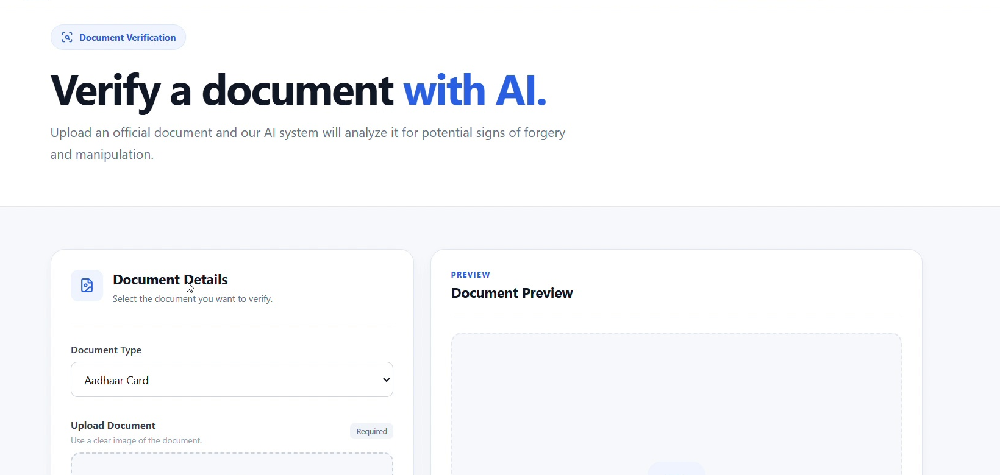 Document Verification
Verify a document with AI.
Upload an official document and our AI system will analyze it for potential signs of forgery
and manipulation.
Document Details
Select the document you want to verify.
Document Type
Aadhaar Card
Upload Document
Required
Use a clear image of the document.
PREVIEW
Document Preview